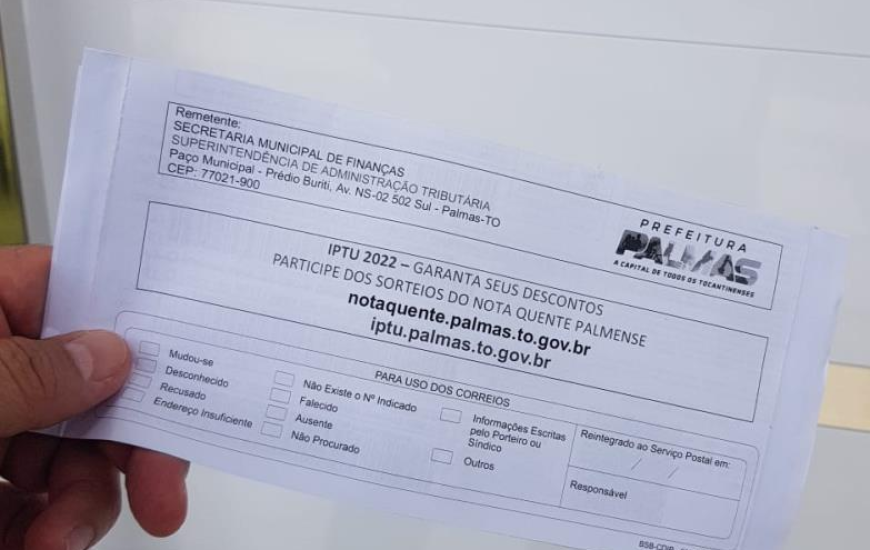 Remetente:
SECRETARIA MUNICIPAL DE FINANÇAS
SUPERINTENDÊNCIA DE ADMINISTRAÇÃO TRIBUTÁRIA
Paço Municipal - Prédio Buriti, Av. NS-02 502 Sul - Palmas-TO
CEP: 77021-900
PREFEITURA
PALMAS
A CAPITAL DE TODOS OS TOCANTINENSES
IPTU 2022 – GARANTA SEUS DESCONTOS
PARTICIPE DOS SORTEIOS DO NOTA QUENTE PALMENSE
notaquente.palmas.to.gov.br
iptu.palmas.to.gov.br
PARA USO DOS CORREIOS
Mudou-se
Desconhecido
Recusado
Endereço Insuficiente
Não Existe o Nº Indicado
Falecido
Ausente
Não Procurado
Informações Escritas
pelo Porteiro ou
Síndico
Outros
Reintegrado ao Serviço Postal em:
/ /
Responsável